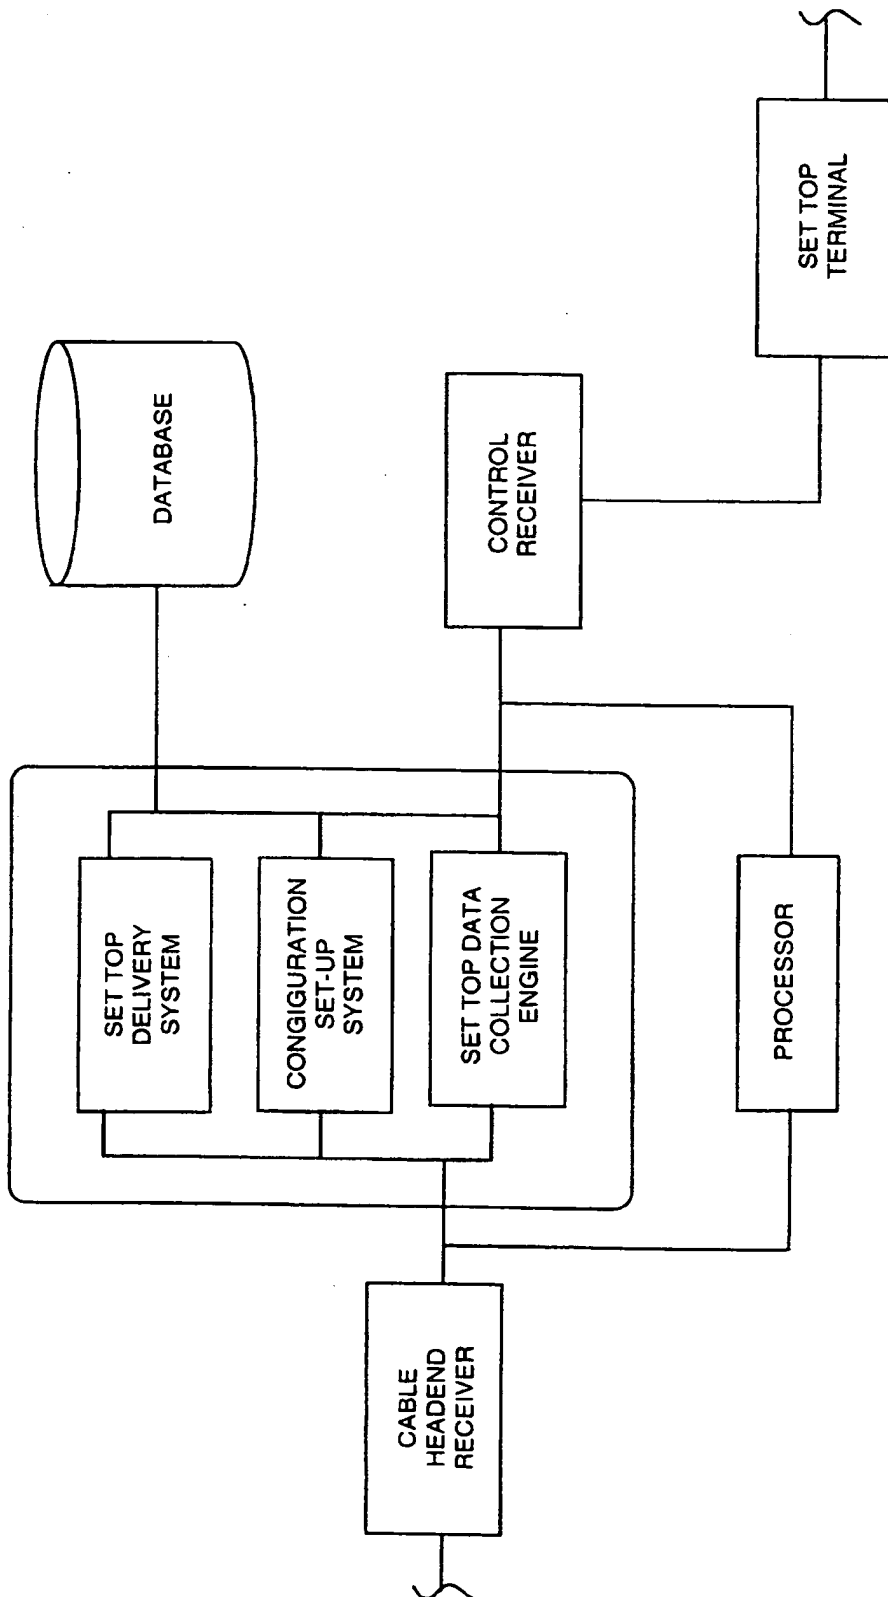 CABLE
HEADEND
RECEIVER
SET TOP
DELIVERY
SYSTEM
CONGIGURATION
SET-UP
SYSTEM
SET TOP DATA
COLLECTION
ENGINE
PROCESSOR
DATABASE
CONTROL
RECEIVER
SET TOP
TERMINAL